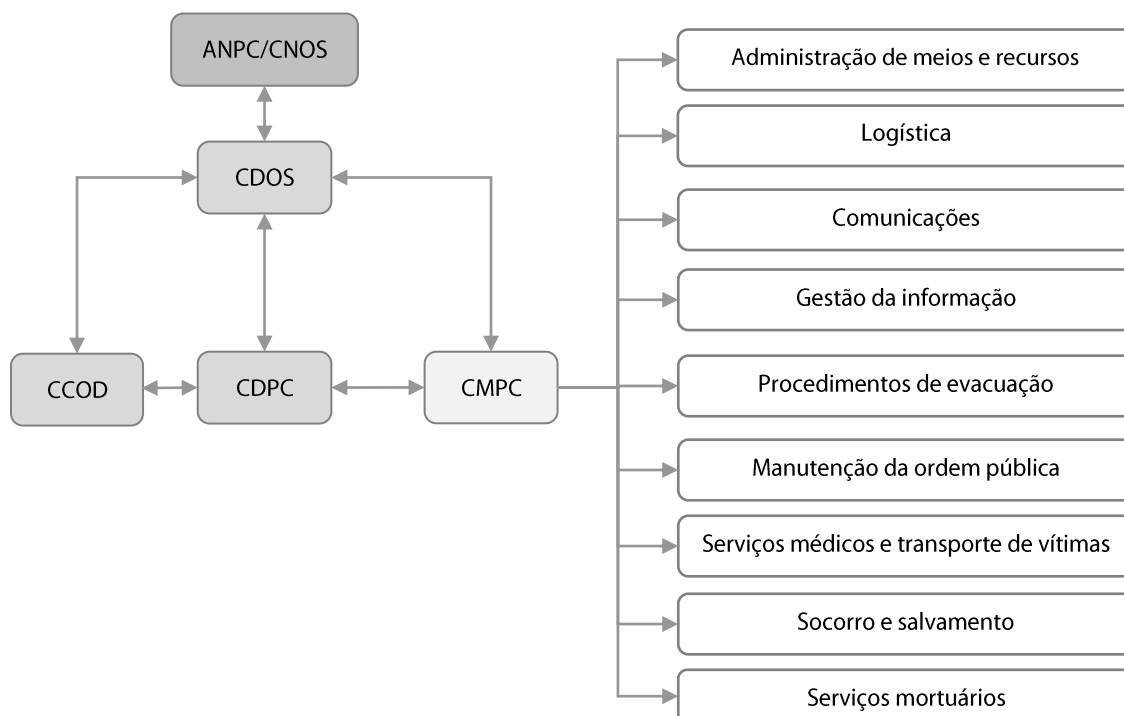 ANPC/CNOS
CDOS
CCOD
CDPC
CMPC
Administração de meios e recursos
Logística
Comunicações
Gestão da informação
Procedimentos de evacuação
Manutenção da ordem pública
Serviços médicos e transporte de vítimas
Socorro e salvamento
Serviços mortuários